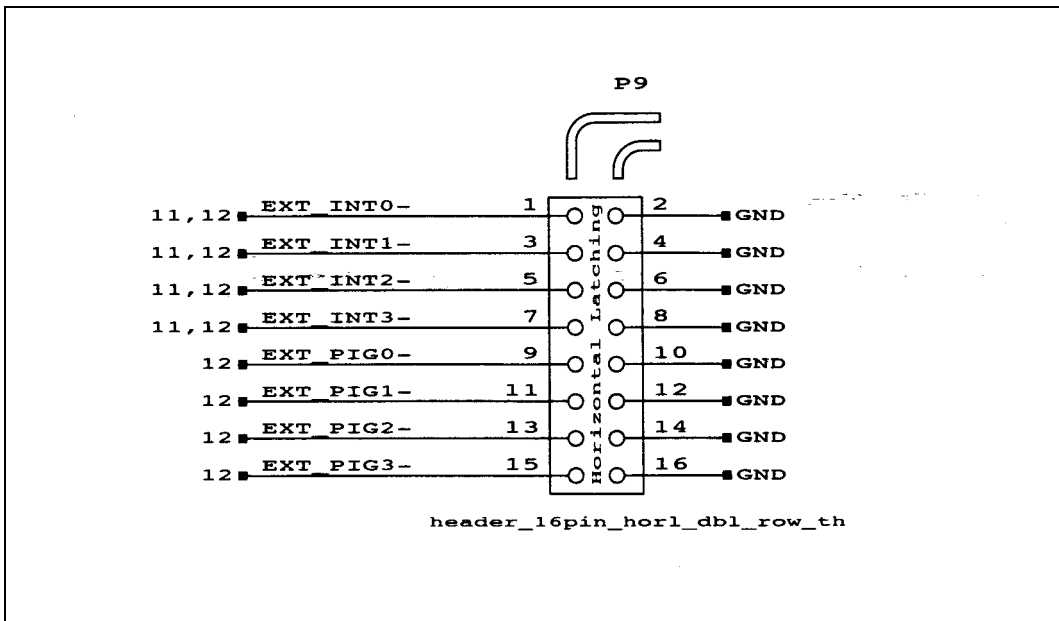 P9
11,12 EXT_INT0- 1 2 GND
11,12 EXT_INT1- 3 4 GND
11,12 EXT_INT2- 5 6 GND
11,12 EXT_INT3- 7 8 GND
12 EXT_PIG0- 9 10 GND
12 EXT_PIG1- 11 12 GND
12 EXT_PIG2- 13 14 GND
12 EXT_PIG3- 15 16 GND
Horizontal Latching
header_16pin_horl_dbl_row_th